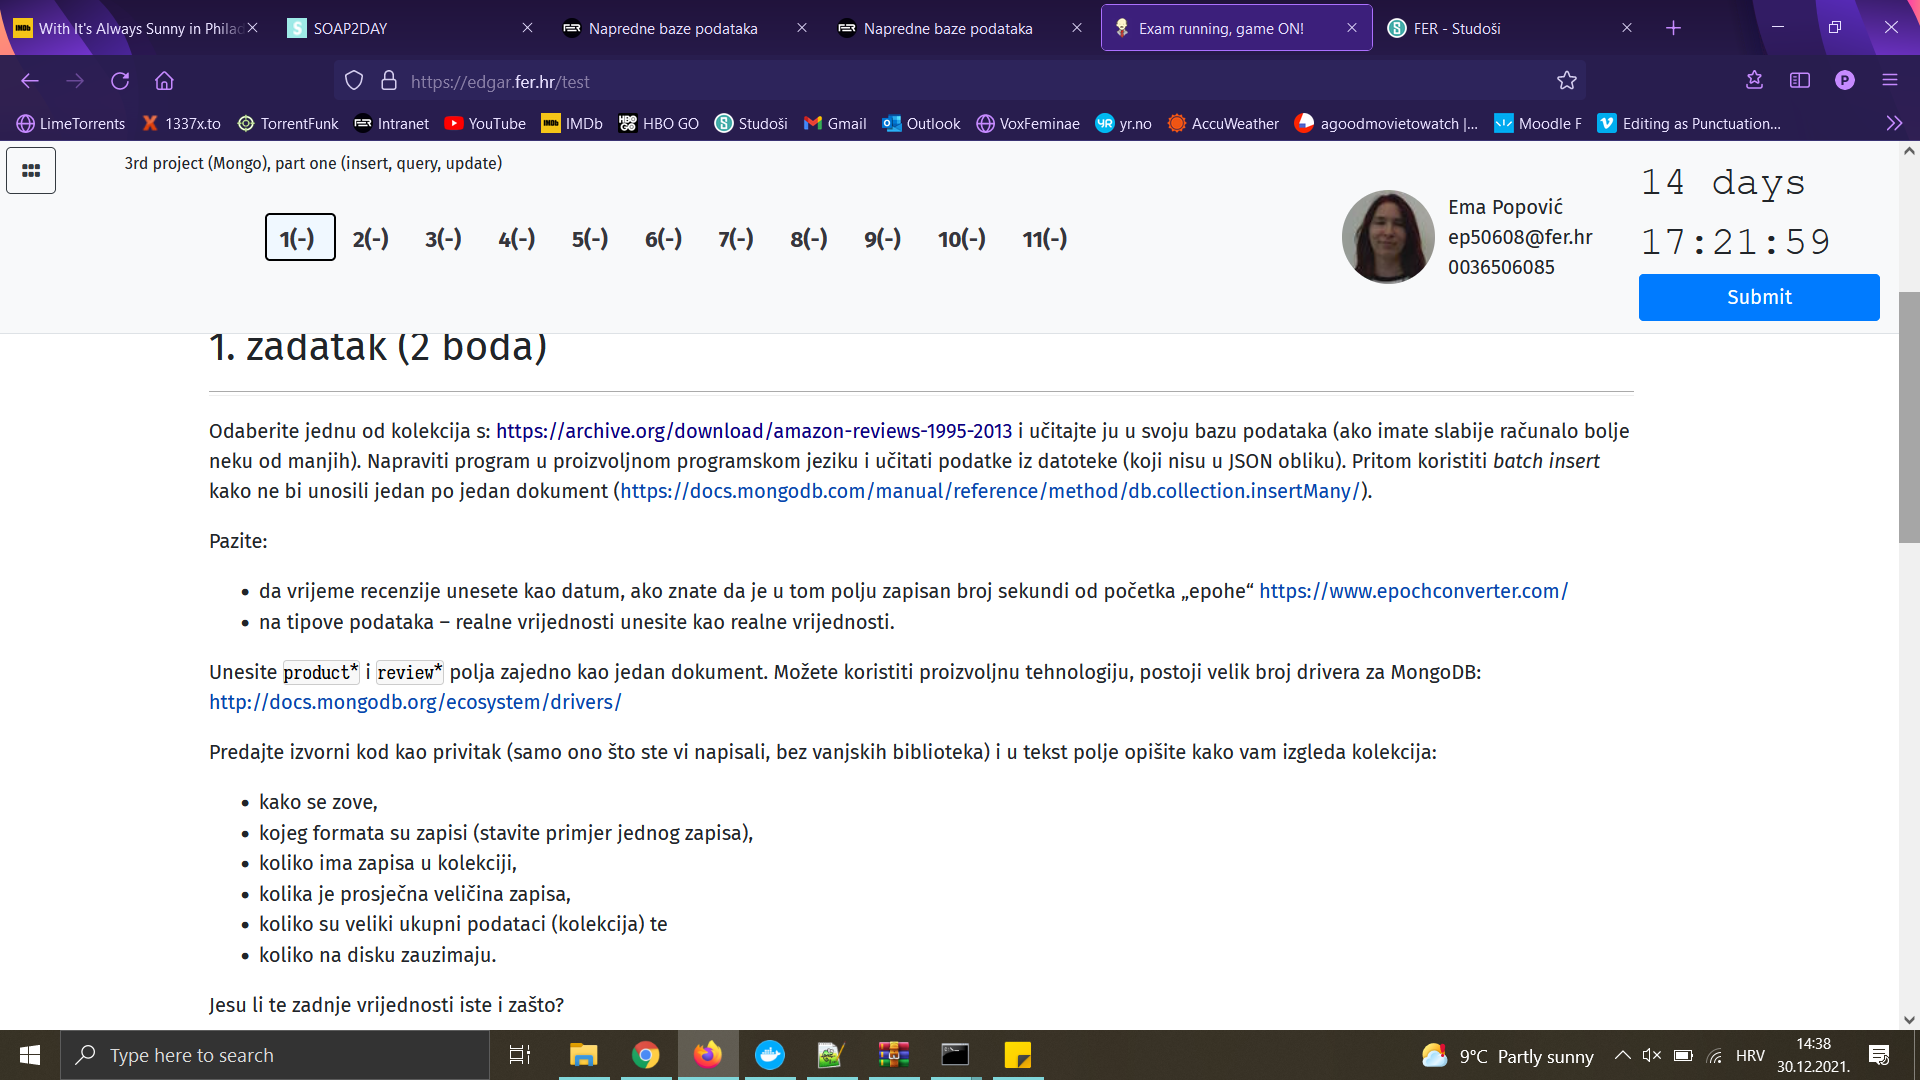 With It's Always Sunny in Philad
SOAP2DAY
Napredne baze podataka
Napredne baze podataka
Exam running, game ON!
FER - Studoši
https://edgar.fer.hr/test
P
LimeTorrents
1337x.to
TorrentFunk
Intranet
YouTube
IMDb
HBO GO
Studoši
Gmail
Outlook
VoxFeminae
yr.no
AccuWeather
agoodmovietowatch |...
Moodle F
Editing as Punctuation...
3rd project (Mongo), part one (insert, query, update)
1(-) 2(-) 3(-) 4(-) 5(-) 6(-) 7(-) 8(-) 9(-) 10(-) 11(-)
Ema Popović
ep50608@fer.hr
0036506085
14 days
17:21:59
Submit
1. zadatak (2 boda)
Odaberite jednu od kolekcija s: https://archive.org/download/amazon-reviews-1995-2013 i učitajte ju u svoju bazu podataka (ako imate slabije računalo bolje
neku od manjih). Napraviti program u proizvoljnom programskom jeziku i učitati podatke iz datoteke (koji nisu u JSON obliku). Pritom koristiti batch insert
kako ne bi unosili jedan po jedan dokument (https://docs.mongodb.com/manual/reference/method/db.collection.insertMany/).
Pazite:
• da vrijeme recenzije unesete kao datum, ako znate da je u tom polju zapisan broj sekundi od početka „epohe“ https://www.epochconverter.com/
• na tipove podataka – realne vrijednosti unesite kao realne vrijednosti.
Unesite product* i review* polja zajedno kao jedan dokument. Možete koristiti proizvoljnu tehnologiju, postoji velik broj drivera za MongoDB:
http://docs.mongodb.org/ecosystem/drivers/
Predajte izvorni kod kao privitak (samo ono što ste vi napisali, bez vanjskih biblioteka) i u tekst polje opišite kako vam izgleda kolekcija:
• kako se zove,
• kojeg formata su zapisi (stavite primjer jednog zapisa),
• koliko ima zapisa u kolekciji,
• kolika je prosječna veličina zapisa,
• koliko su veliki ukupni podataci (kolekcija) te
• koliko na disku zauzimaju.
Jesu li te zadnje vrijednosti iste i zašto?
Type here to search
9°C Partly sunny
HRV
14:38
30.12.2021.